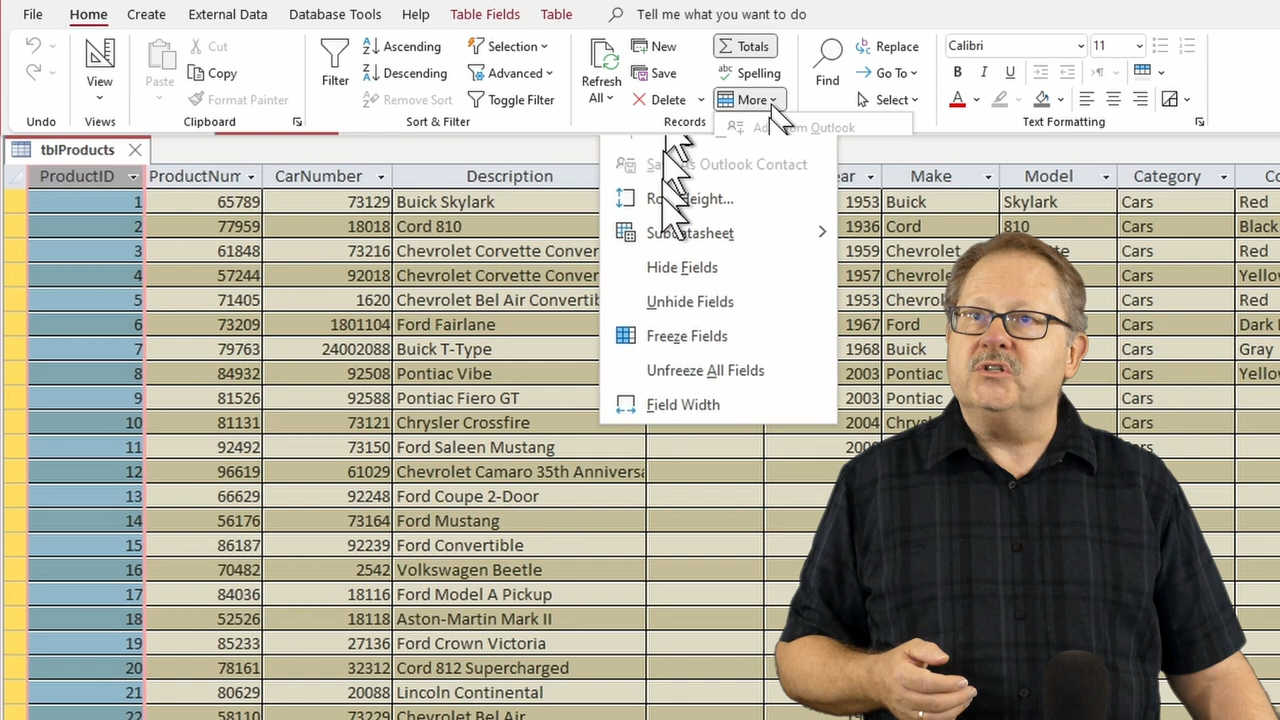 File Home Create External Data Database Tools Help Table Fields Table Tell me what you want to do
View
Paste
Cut
Copy
Format Painter
Filter
Ascending
Descending
Remove Sort
Selection
Advanced
Toggle Filter
Refresh
All
New
Save
Delete
Totals
Spelling
More
Find
Replace
Go To
Select
Calibri 11
B I U
A A
Undo Views Clipboard Sort & Filter Records Text Formatting
Outlook
Outlook Contact
Subdatasheet
Hide Fields
Unhide Fields
Freeze Fields
Unfreeze All Fields
Field Width
tblProducts
ProductID ProductNum CarNumber Description Make Model Category
1 65789 73129 Buick Skylark 1953 Buick Skylark Cars Red
2 77959 18018 Cord 810 1936 Cord 810 Cars Black
3 61848 73216 Chevrolet Corvette Conver 1959 Chevrolet Cars Red
4 57244 92018 Chevrolet Corvette Conver 1957 Cars Yellov
5 71405 1620 Chevrolet Bel Air Convertib 1953 Cars Red
6 73209 1801104 Ford Fairlane 1967 Ford Cars Dark
7 79763 24002088 Buick T-Type 1968 Buick Cars Gray
8 84932 92508 Pontiac Vibe 2003 Pontiac Cars Yellov
9 81526 92588 Pontiac Fiero GT 2003 Pontiac Cars
10 81131 73121 Chrysler Crossfire 2004 Cars
11 92492 73150 Ford Saleen Mustang Cars
12 96619 61029 Chevrolet Camaro 35th Anniversa
13 66629 92248 Ford Coupe 2-Door
14 56176 73164 Ford Mustang
15 86187 92239 Ford Convertible
16 70482 2542 Volkswagen Beetle
17 84036 18116 Ford Model A Pickup
18 52526 18118 Aston-Martin Mark II
19 85233 27136 Ford Crown Victoria
20 78161 32312 Cord 812 Supercharged
21 80629 20088 Lincoln Continental
22 58110 73229 Chevrolet Bel Air